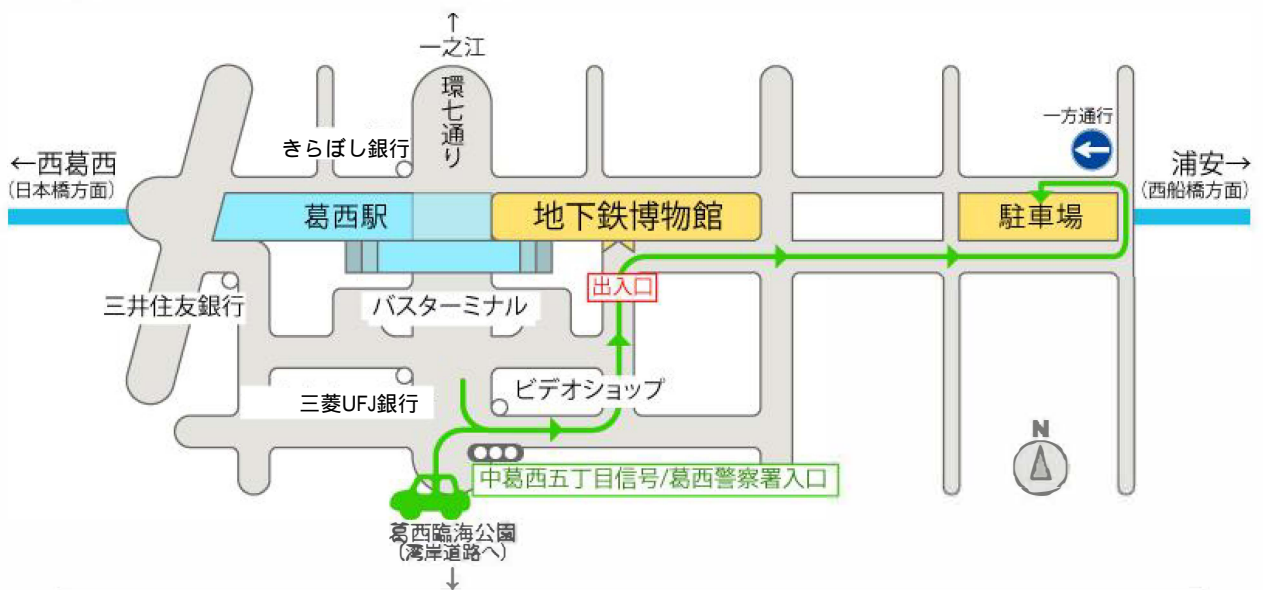 ↑
一之江
環七通り
一方通行
きらぼし銀行
←西葛西
(日本橋方面)
浦安→
(西船橋方面)
葛西駅
地下鉄博物館
駐車場
出入口
三井住友銀行
バスターミナル
ビデオショップ
三菱UFJ銀行
N
中葛西五丁目信号/葛西警察署入口
葛西臨海公園
(湾岸道路へ)
↓